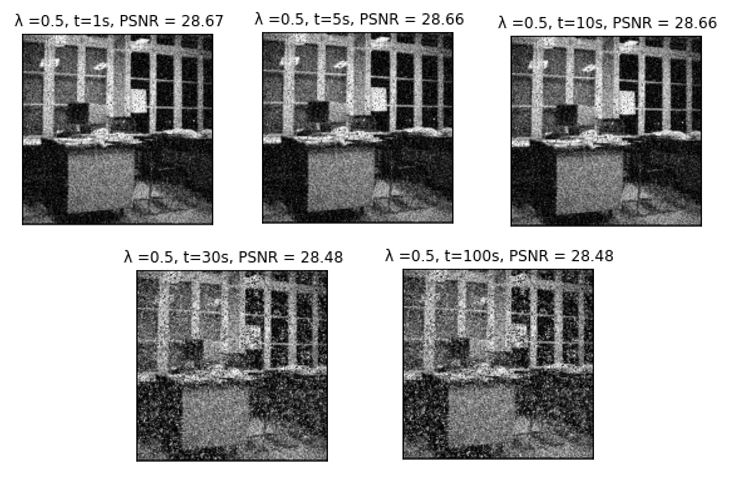 λ =0.5, t=1s, PSNR = 28.67
λ =0.5, t=5s, PSNR = 28.66
λ =0.5, t=10s, PSNR = 28.66
λ =0.5, t=30s, PSNR = 28.48
λ =0.5, t=100s, PSNR = 28.48